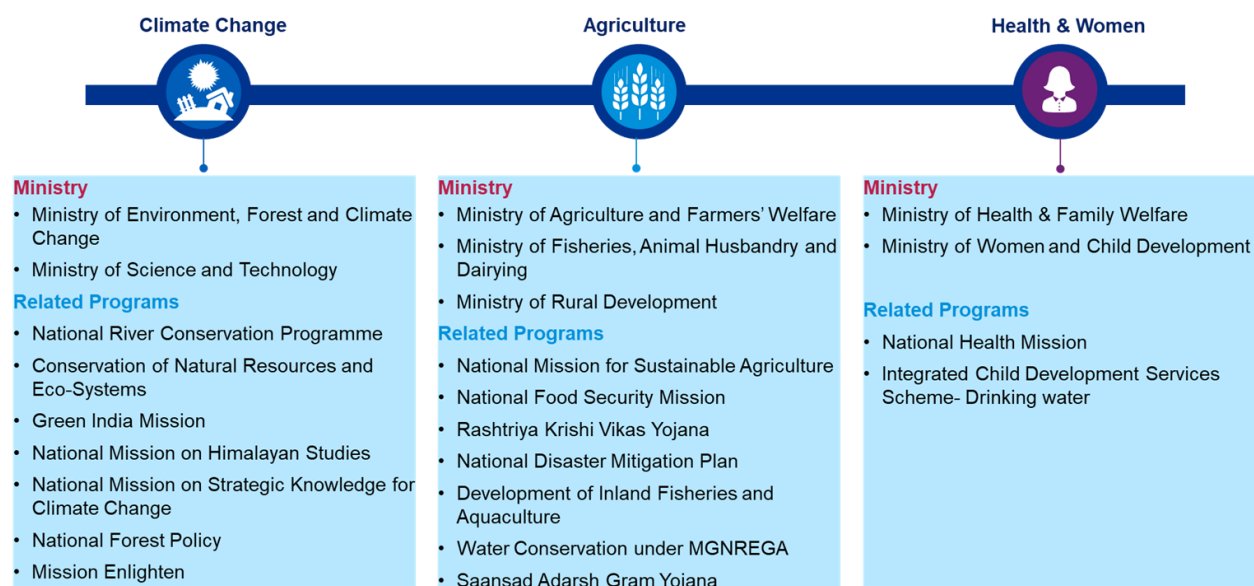 Climate Change
Agriculture
Health & Women
Ministry
• Ministry of Environment, Forest and Climate
Change
• Ministry of Science and Technology
Related Programs
• National River Conservation Programme
• Conservation of Natural Resources and
Eco-Systems
• Green India Mission
• National Mission on Himalayan Studies
• National Mission on Strategic Knowledge for
Climate Change
• National Forest Policy
• Mission Enlighten
Ministry
• Ministry of Agriculture and Farmers' Welfare
• Ministry of Fisheries, Animal Husbandry and
Dairying
• Ministry of Rural Development
Related Programs
• National Mission for Sustainable Agriculture
• National Food Security Mission
• Rashtriya Krishi Vikas Yojana
• National Disaster Mitigation Plan
• Development of Inland Fisheries and
Aquaculture
• Water Conservation under MGNREGA
• Saansad Adarsh Gram Yojana
Ministry
• Ministry of Health & Family Welfare
• Ministry of Women and Child Development
Related Programs
• National Health Mission
• Integrated Child Development Services
Scheme- Drinking water